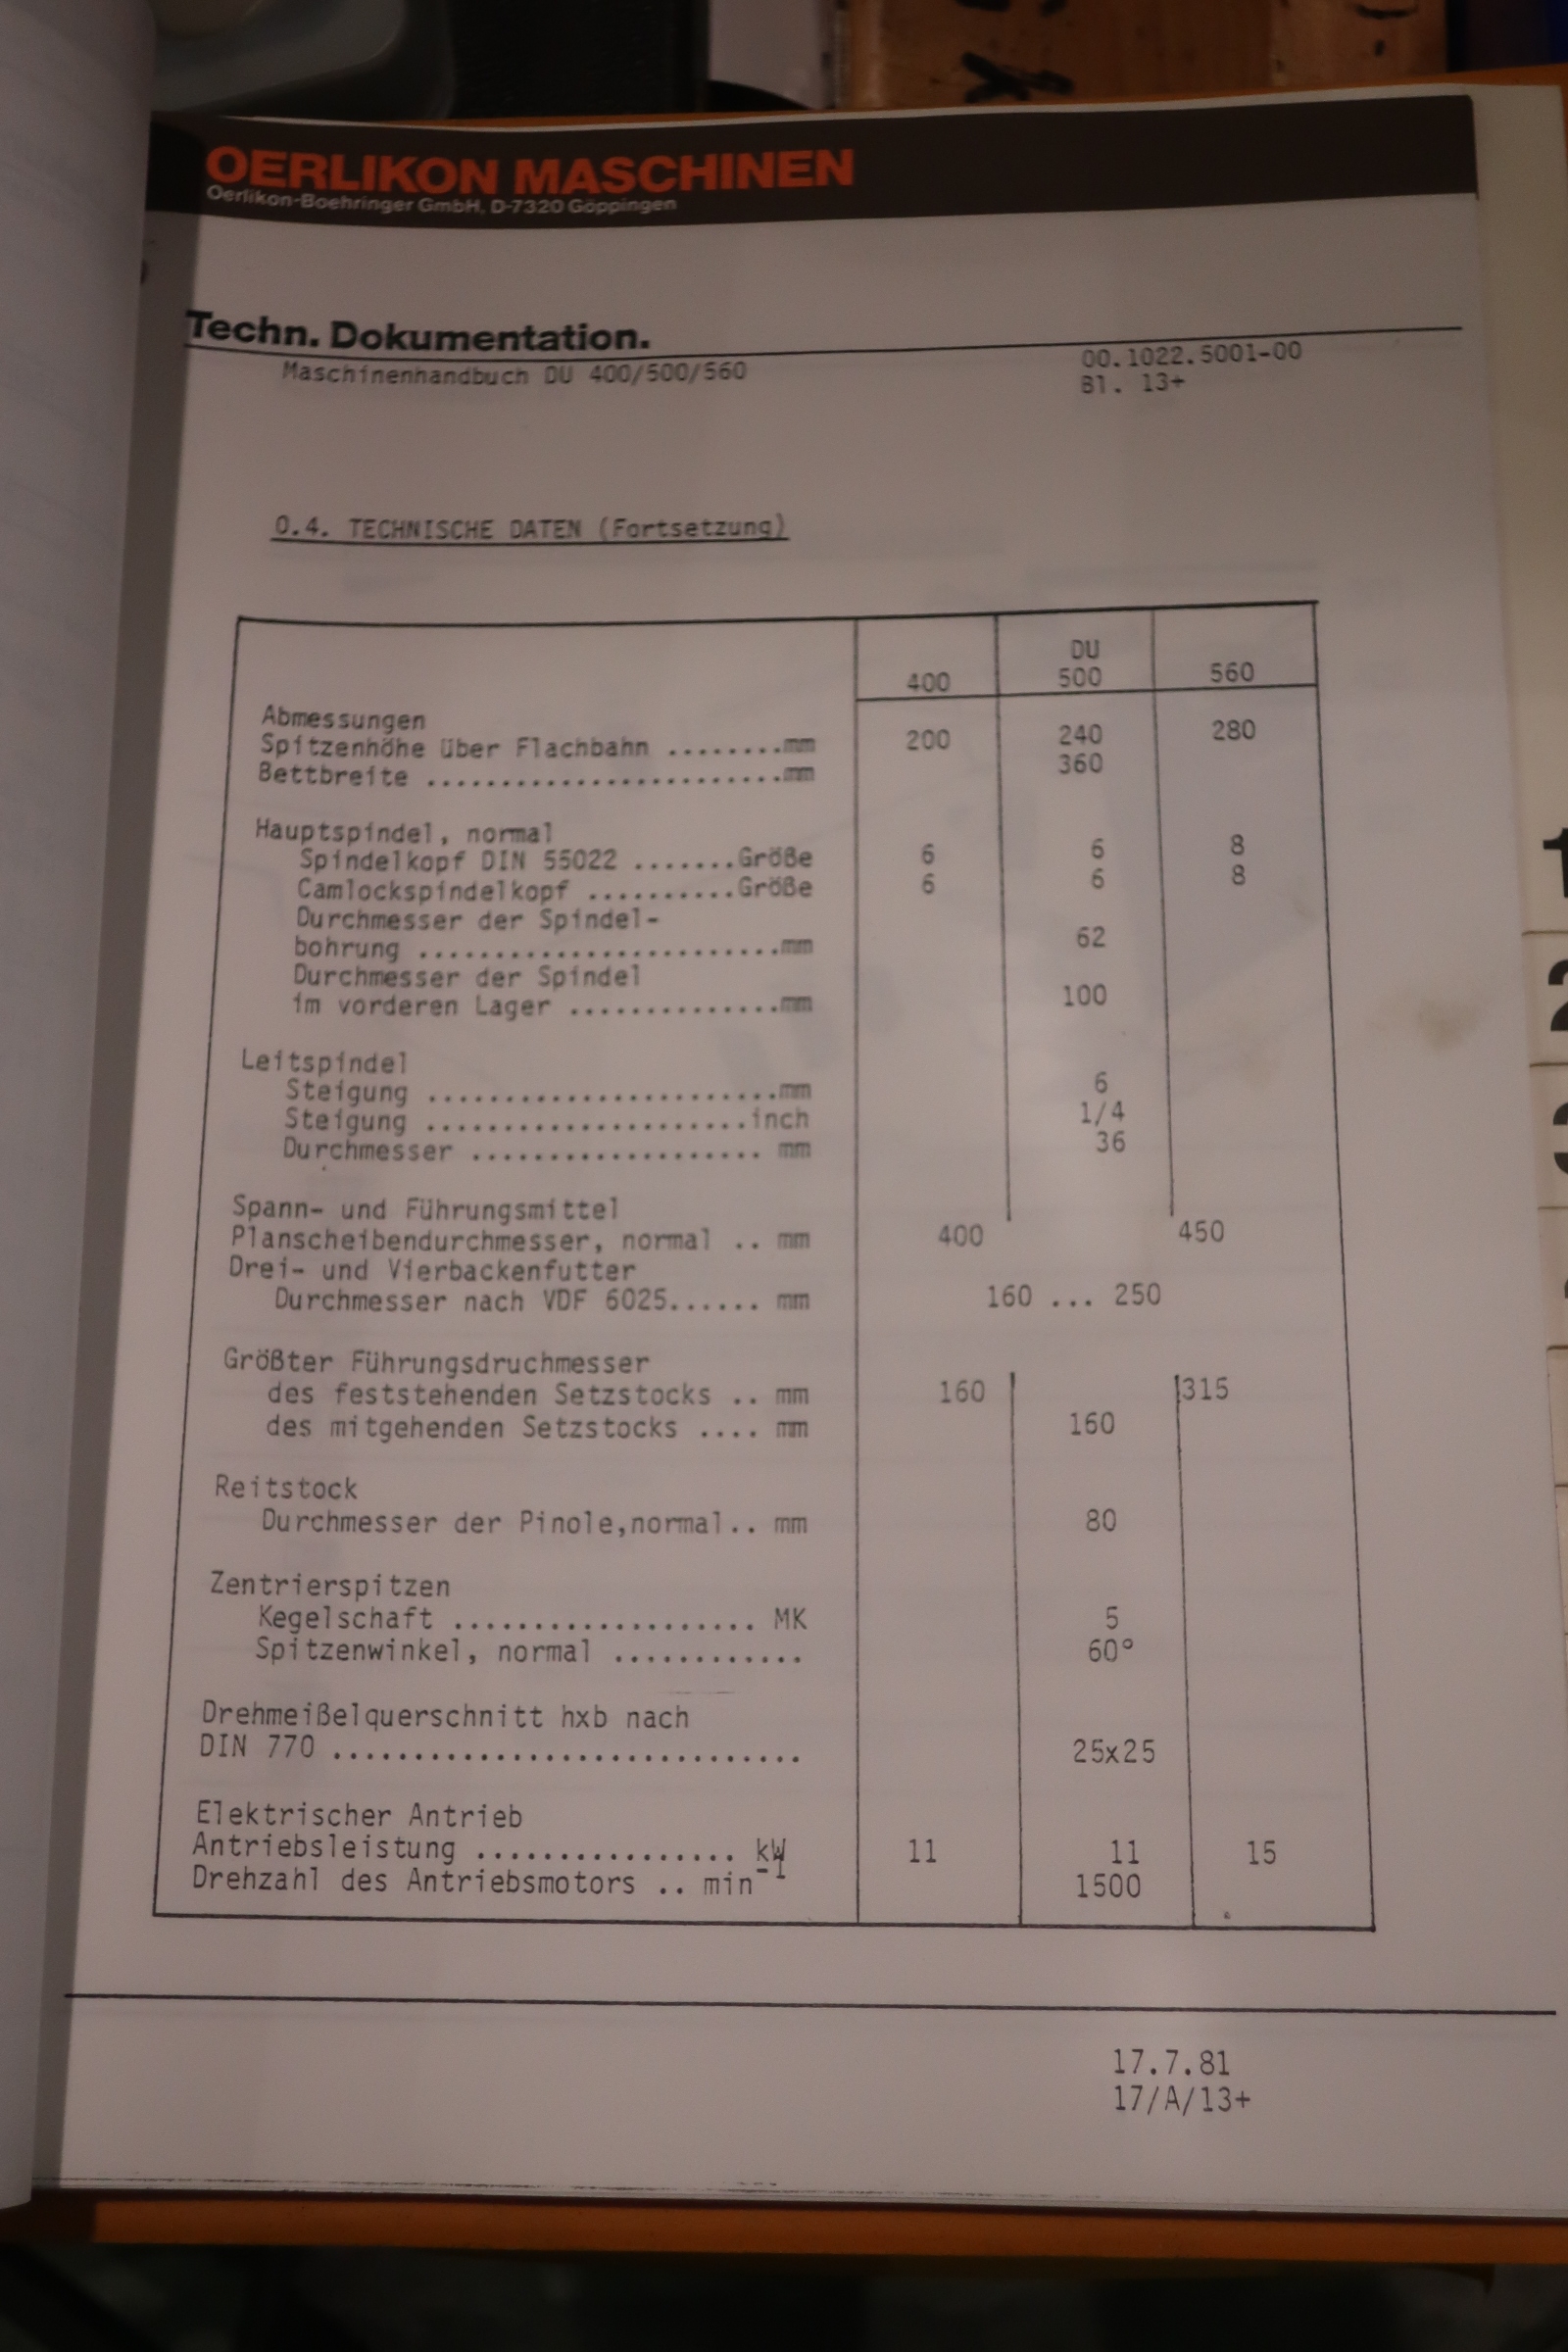 OERLIKON MASCHINEN
Oerlikon-Boehringer GmbH, D-7320 Göppingen
Techn. Dokumentation.
Maschinenhandbuch DU 400/500/560 00.1022.5001-00
Bl. 13+
0.4. TECHNISCHE DATEN (Fortsetzung)
DU
400 500 560
Abmessungen
Spitzenhöhe über Flachbahn ........mm 200 240 280
Bettbreite .......................mm 360
Hauptspindel, normal
Spindelkopf DIN 55022 .......Größe 6 6 8
Camlockspindelkopf ..........Größe 6 6 8
Durchmesser der Spindel-
bohrung ........................mm 62
Durchmesser der Spindel
im vorderen Lager ..............mm 100
Leitspindel
Steigung .......................mm 6
Steigung .....................inch 1/4
Durchmesser ................... mm 36
Spann- und Führungsmittel
Planscheibendurchmesser, normal .. mm 400 450
Drei- und Vierbackenfutter
Durchmesser nach VDF 6025...... mm 160 ... 250
Größter Führungsdruchmesser
des feststehenden Setzstocks .. mm 160 315
des mitgehenden Setzstocks .... mm 160
Reitstock
Durchmesser der Pinole,normal.. mm 80
Zentrierspitzen
Kegelschaft ................... MK 5
Spitzenwinkel, normal ............ 60°
Drehmeißelquerschnitt hxb nach
DIN 770 .............................. 25x25
Elektrischer Antrieb
Antriebsleistung ................ kW 11 11 15
Drehzahl des Antriebsmotors .. min-1 1500
17.7.81
17/A/13+
1
2
3